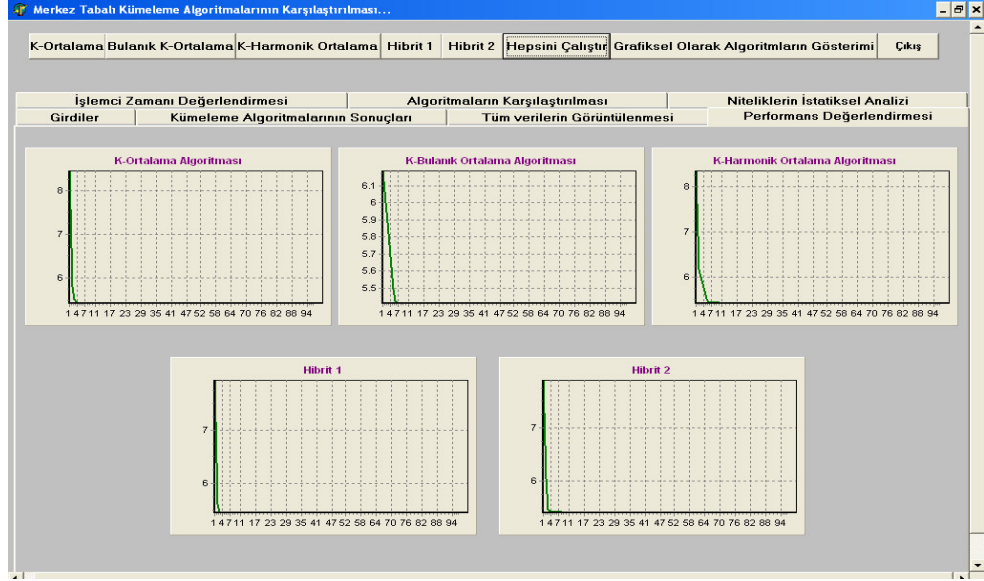 Merkez Tabalı Kümeleme Algoritmalarının Karşılaştırılması...
K-Ortalama Bulanık K-Ortalama K-Harmonik Ortalama Hibrit 1 Hibrit 2 Hepsini Çalıştır Grafiksel Olarak Algoritmların Gösterimi Çıkış
İşlemci Zamanı Değerlendirmesi Algoritmaların Karşılaştırılması Niteliklerin İstatiksel Analizi
Girdiler Kümeleme Algoritmalarının Sonuçları Tüm verilerin Görüntülenmesi Performans Değerlendirmesi
K-Ortalama Algoritması
8
7
6
1 4 7 11 17 23 29 35 41 47 52 58 64 70 76 82 88 94
K-Bulanık Ortalama Algoritması
6.1
6
5.9
5.8
5.7
5.6
5.5
1 4 7 11 17 23 29 35 41 47 52 58 64 70 76 82 88 94
K-Harmonik Ortalama Algoritması
8
7
6
1 4 7 11 17 23 29 35 41 47 52 58 64 70 76 82 88 94
Hibrit 1
7
6
1 4 7 11 17 23 29 35 41 47 52 58 64 70 76 82 88 94
Hibrit 2
7
6
1 4 7 11 17 23 29 35 41 47 52 58 64 70 76 82 88 94